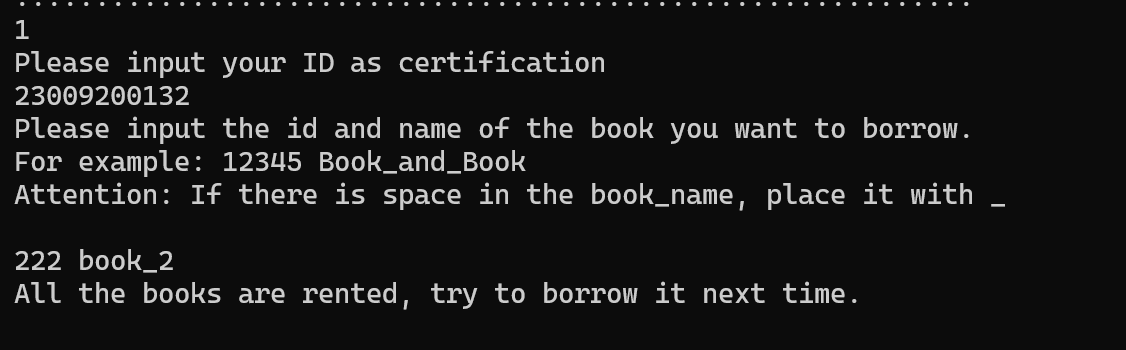 1
Please input your ID as certification
23009200132
Please input the id and name of the book you want to borrow.
For example: 12345 Book_and_Book
Attention: If there is space in the book_name, place it with _
222 book_2
All the books are rented, try to borrow it next time.